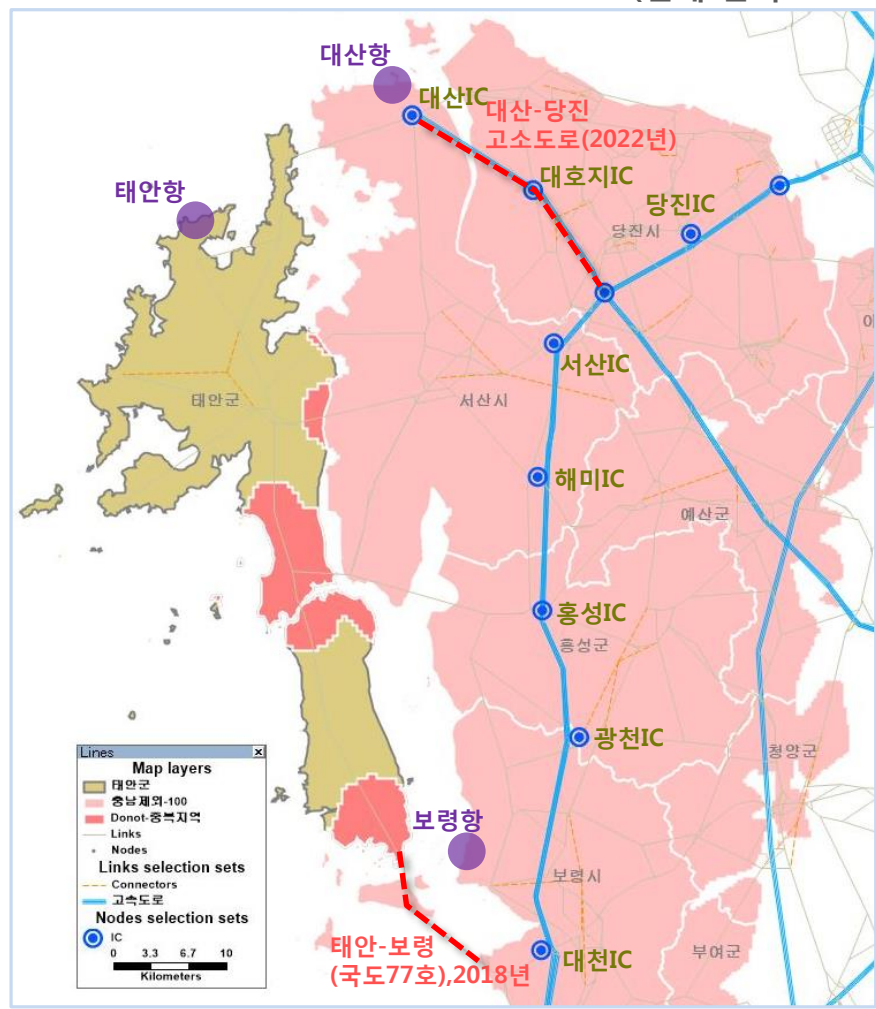 대산항
대산IC
대산-당진
고소도로(2022년)
태안항
대호지IC
당진IC
당진시
서산IC
태안군
서산시
해미IC
예산군
홍성IC
홍성군
광천IC
청양군
보령항
보령시
태안-보령
(국도77호),2018년
대천IC
부여군
Lines
Map layers
태안군
충남제외-100
Donot-중복지역
Links
Nodes
Links selection sets
Connectors
고속도로
Nodes selection sets
IC
0 3.3 6.7 10
Kilometers